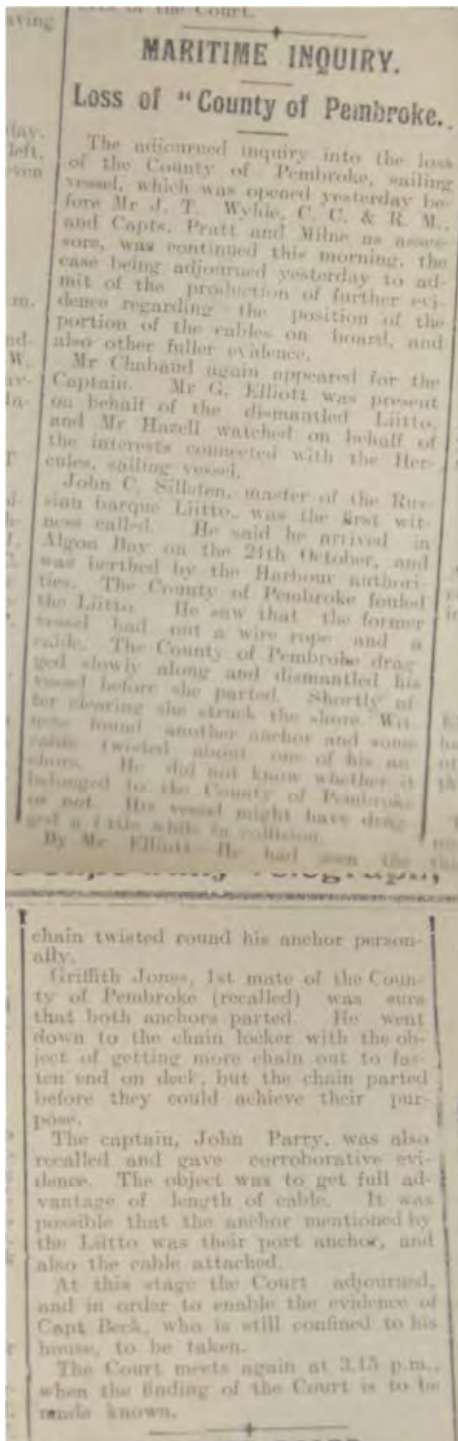 MARITIME INQUIRY.
Loss of "County of Pembroke..
The adjourned inquiry into the loss
of the County of Pembroke, sailing
vessel, which was opened yesterday be-
fore Mr J. T. Wyhle, C. C. & R. M.,
and Capts. Pratt and Milne as asses-
sors, was continued this morning, the
case being adjourned yesterday to ad-
mit of the production of further evi-
dence regarding the position of the
portion of the cables on board, and
also other fuller evidence.
Mr Chabaud again appeared for the
Captain. Mr G. Elliott was present
on behalf of the dismantled Liitto,
and Mr Hazell watched on behalf of
the interests connected with the Her-
cules, sailing vessel.
John C. Silleten, master of the Rus-
sian barque Liitto, was the first wit-
ness called. He said he arrived in
Algoa Bay on the 24th October, and
was berthed by the Harbour authori-
ties. The County of Pembroke fouled
the Liitto. He saw that the former
vessel had out a wire rope and a
cable. The County of Pembroke drag
ged slowly along and dismantled his
vessel before she parted. Shortly af
ter clearing she struck the shore. Wit
ness found another anchor and some
cable twisted about one of his an
chors. He did not know whether it
belonged to the County of Pembroke
or not. His vessel might have drag
ged a little while in collision.
By Mr. Elliott He had seen the
chain twisted round his anchor person-
ally.
Griffith Jones, 1st mate of the Coun-
ty of Pembroke (recalled) was sure
that both anchors parted. He went
down to the chain locker with the ob-
ject of getting more chain out to fas-
ten end on deck, but the chain parted
before they could achieve their pur-
pose.
The captain, John Parry, was also
recalled and gave corroborative evi-
dence. The object was to get full ad-
vantage of length of cable. It was
possible that the anchor mentioned by
the Liitto was their port anchor, and
also the cable attached.
At this stage the Court adjourned,
and in order to enable the evidence of
Capt Beck, who is still confined to his
house, to be taken.
The Court meets again at 3.15 p.m.,
when the finding of the Court is to be
made known.